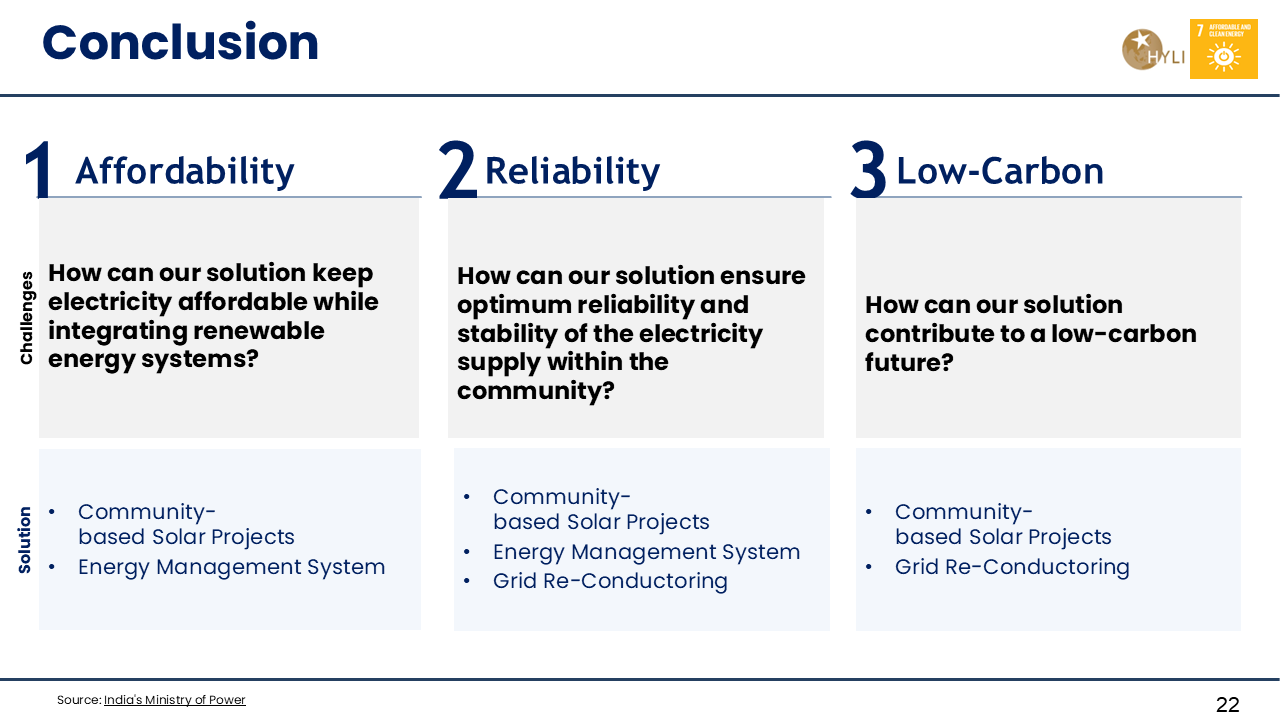 Conclusion
HYLI
7 AFFORDABLE AND
CLEAN ENERGY
1 Affordability
2 Reliability
3 Low-Carbon
Challenges
How can our solution keep
electricity affordable while
integrating renewable
energy systems?
How can our solution ensure
optimum reliability and
stability of the electricity
supply within the
community?
How can our solution
contribute to a low-carbon
future?
Solution
• Community-
based Solar Projects
• Energy Management System
• Community-
based Solar Projects
• Energy Management System
• Grid Re-Conductoring
• Community-
based Solar Projects
• Grid Re-Conductoring
Source: India's Ministry of Power
22